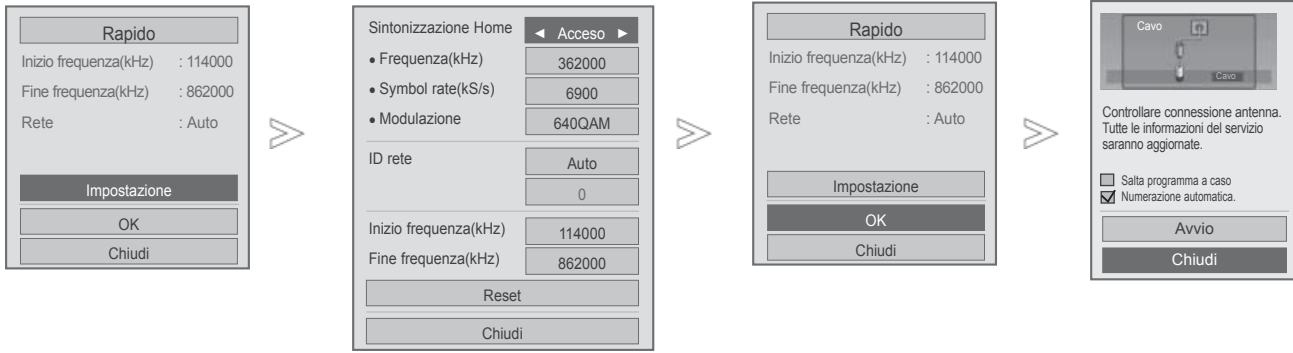 Rapido
Inizio frequenza(kHz) : 114000
Fine frequenza(kHz) : 862000
Rete : Auto
Impostazione
OK
Chiudi
Sintonizzazione Home ◄ Acceso ►
• Frequenza(kHz) 362000
• Symbol rate(kS/s) 6900
• Modulazione 640QAM
ID rete Auto
0
Inizio frequenza(kHz) 114000
Fine frequenza(kHz) 862000
Reset
Chiudi
Rapido
Inizio frequenza(kHz) : 114000
Fine frequenza(kHz) : 862000
Rete : Auto
Impostazione
OK
Chiudi
Cavo
Cavo
Controllare connessione antenna.
Tutte le informazioni del servizio
saranno aggiornate.
Salta programma a caso
Numerazione automatica.
Avvio
Chiudi